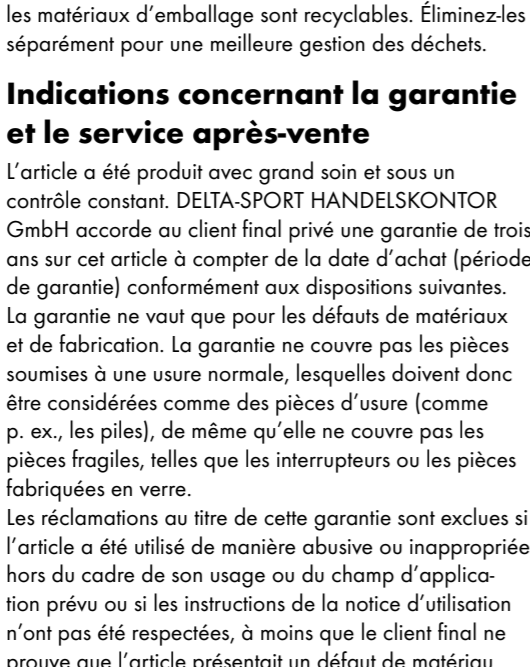 les matériaux d’emballage sont recyclables. Éliminez-les
séparément pour une meilleure gestion des déchets.
Indications concernant la garantie
et le service après-vente
L’article a été produit avec grand soin et sous un
contrôle constant. DELTA-SPORT HANDELSKONTOR
GmbH accorde au client final privé une garantie de trois
ans sur cet article à compter de la date d’achat (période
de garantie) conformément aux dispositions suivantes.
La garantie ne vaut que pour les défauts de matériaux
et de fabrication. La garantie ne couvre pas les pièces
soumises à une usure normale, lesquelles doivent donc
être considérées comme des pièces d’usure (comme
p. ex., les piles), de même qu’elle ne couvre pas les
pièces fragiles, telles que les interrupteurs ou les pièces
fabriquées en verre.
Les réclamations au titre de cette garantie sont exclues si
l’article a été utilisé de manière abusive ou inappropriée,
hors du cadre de son usage ou du champ d’applica-
tion prévu ou si les instructions de la notice d’utilisation
n’ont pas été respectées, à moins que le client final ne
prouve que l’article présentait un défaut de matériau